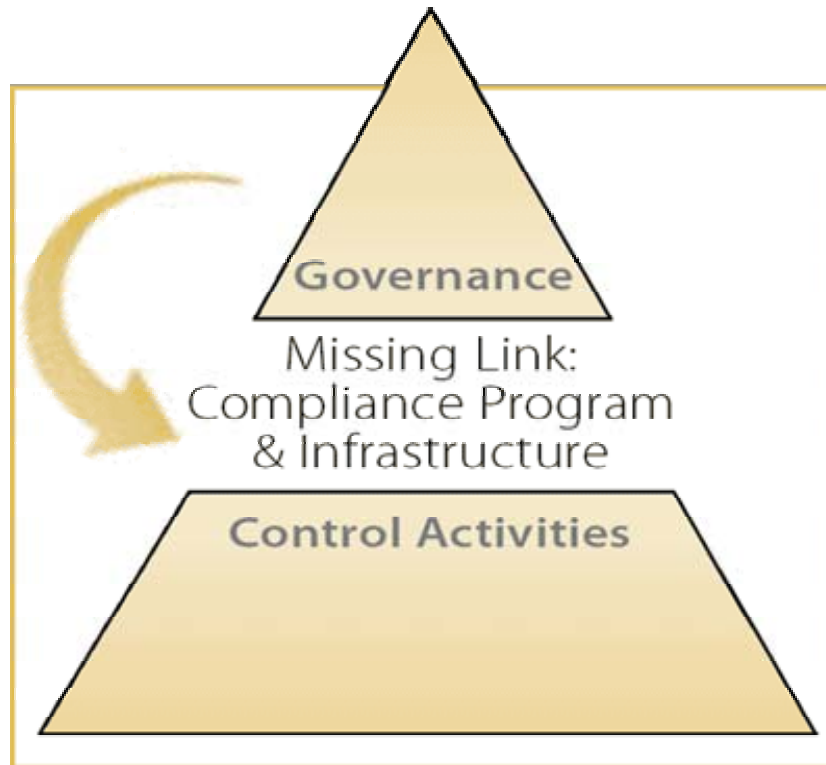 Governance
Missing Link:
Compliance Program
& Infrastructure
Control Activities